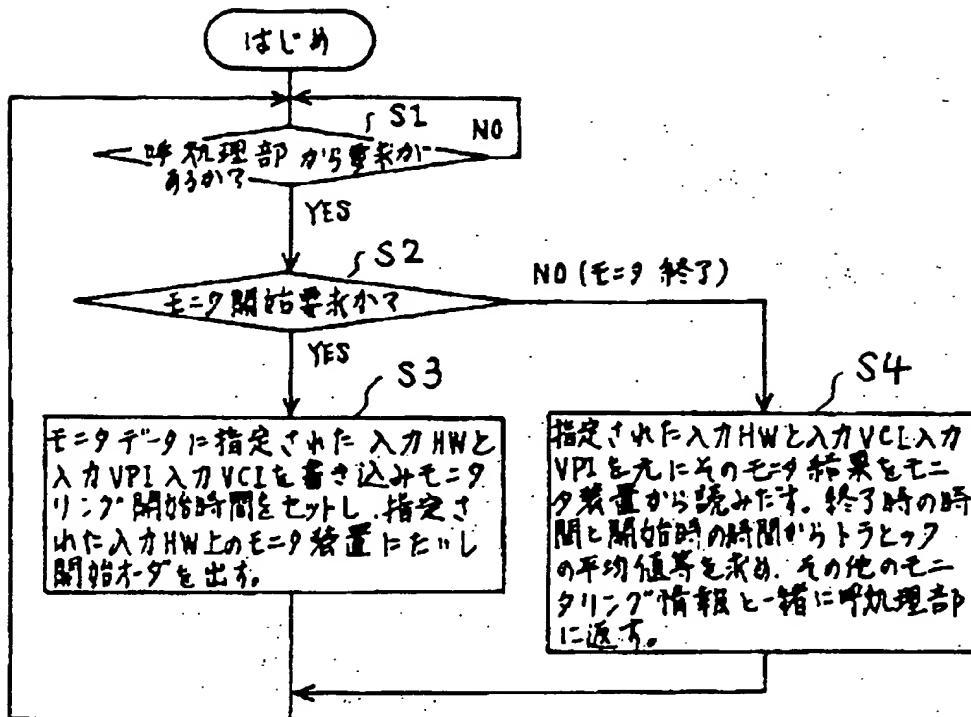 はじめ
S1
NO
呼処理部から要求が
あるか？
YES
S2
NO (モニタ終了)
モニタ開始要求か？
YES
S3
モニタデータに指定された入力HWと
入力VPI入力VCIを書き込みモニタ
リング開始時間をセットし、指定さ
れた入力HW上のモニタ装置にたいし
開始オーダを出す。
S4
指定された入力HWと入力VCI入力
VPIを元にそのモニタ結果をモニ
タ装置から読みだす。終了時の時
間と開始時の時間からトラヒック
の平均値等を求め、その他のモニ
タリング情報と一緒に呼処理部
に返す。